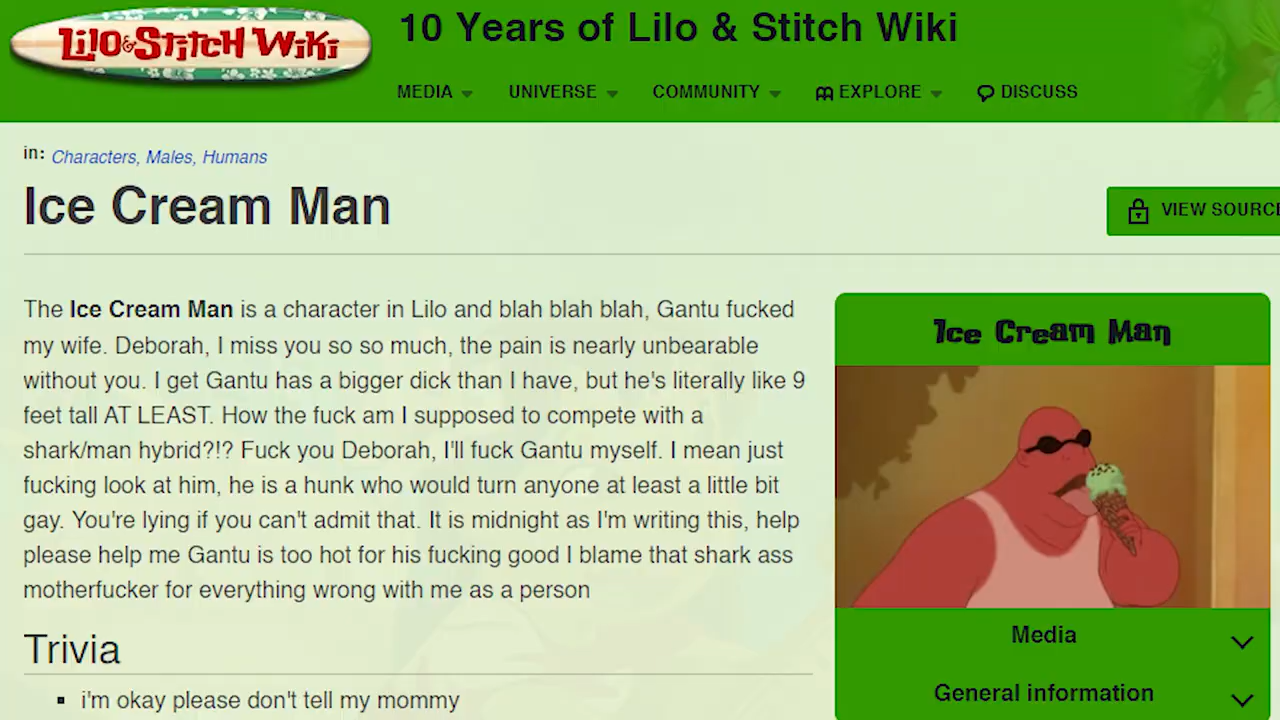 Lilo & Stitch Wiki
10 Years of Lilo & Stitch Wiki
MEDIA UNIVERSE COMMUNITY EXPLORE DISCUSS
in: Characters, Males, Humans
Ice Cream Man
VIEW SOURCE
The Ice Cream Man is a character in Lilo and blah blah blah, Gantu fucked
my wife. Deborah, I miss you so so much, the pain is nearly unbearable
without you. I get Gantu has a bigger dick than I have, but he's literally like 9
feet tall AT LEAST. How the fuck am I supposed to compete with a
shark/man hybrid?!? Fuck you Deborah, I'll fuck Gantu myself. I mean just
fucking look at him, he is a hunk who would turn anyone at least a little bit
gay. You're lying if you can't admit that. It is midnight as I'm writing this, help
please help me Gantu is too hot for his fucking good I blame that shark ass
motherfucker for everything wrong with me as a person
Trivia
▪ i'm okay please don't tell my mommy
Ice Cream Man
Media
General information